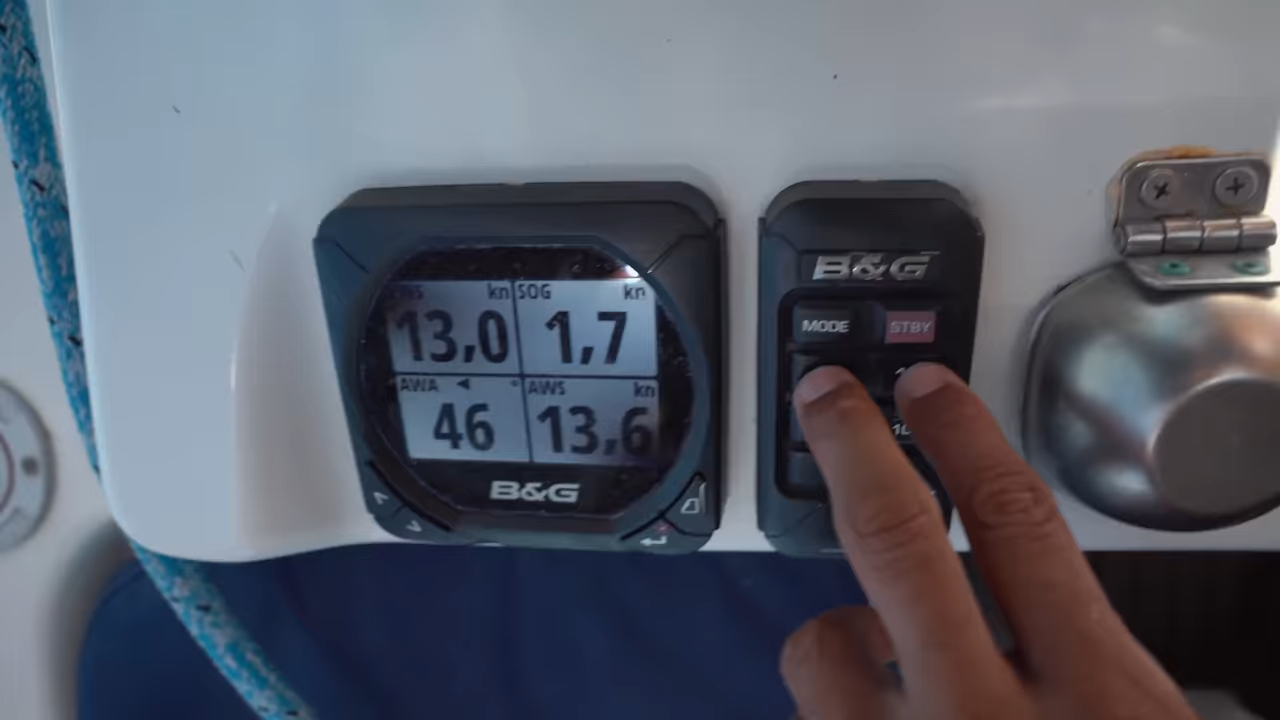 kn SOG kn
13,0 1,7
AWA ◄ ° AWS kn
46 13,6
B&G
B&G
MODE STBY